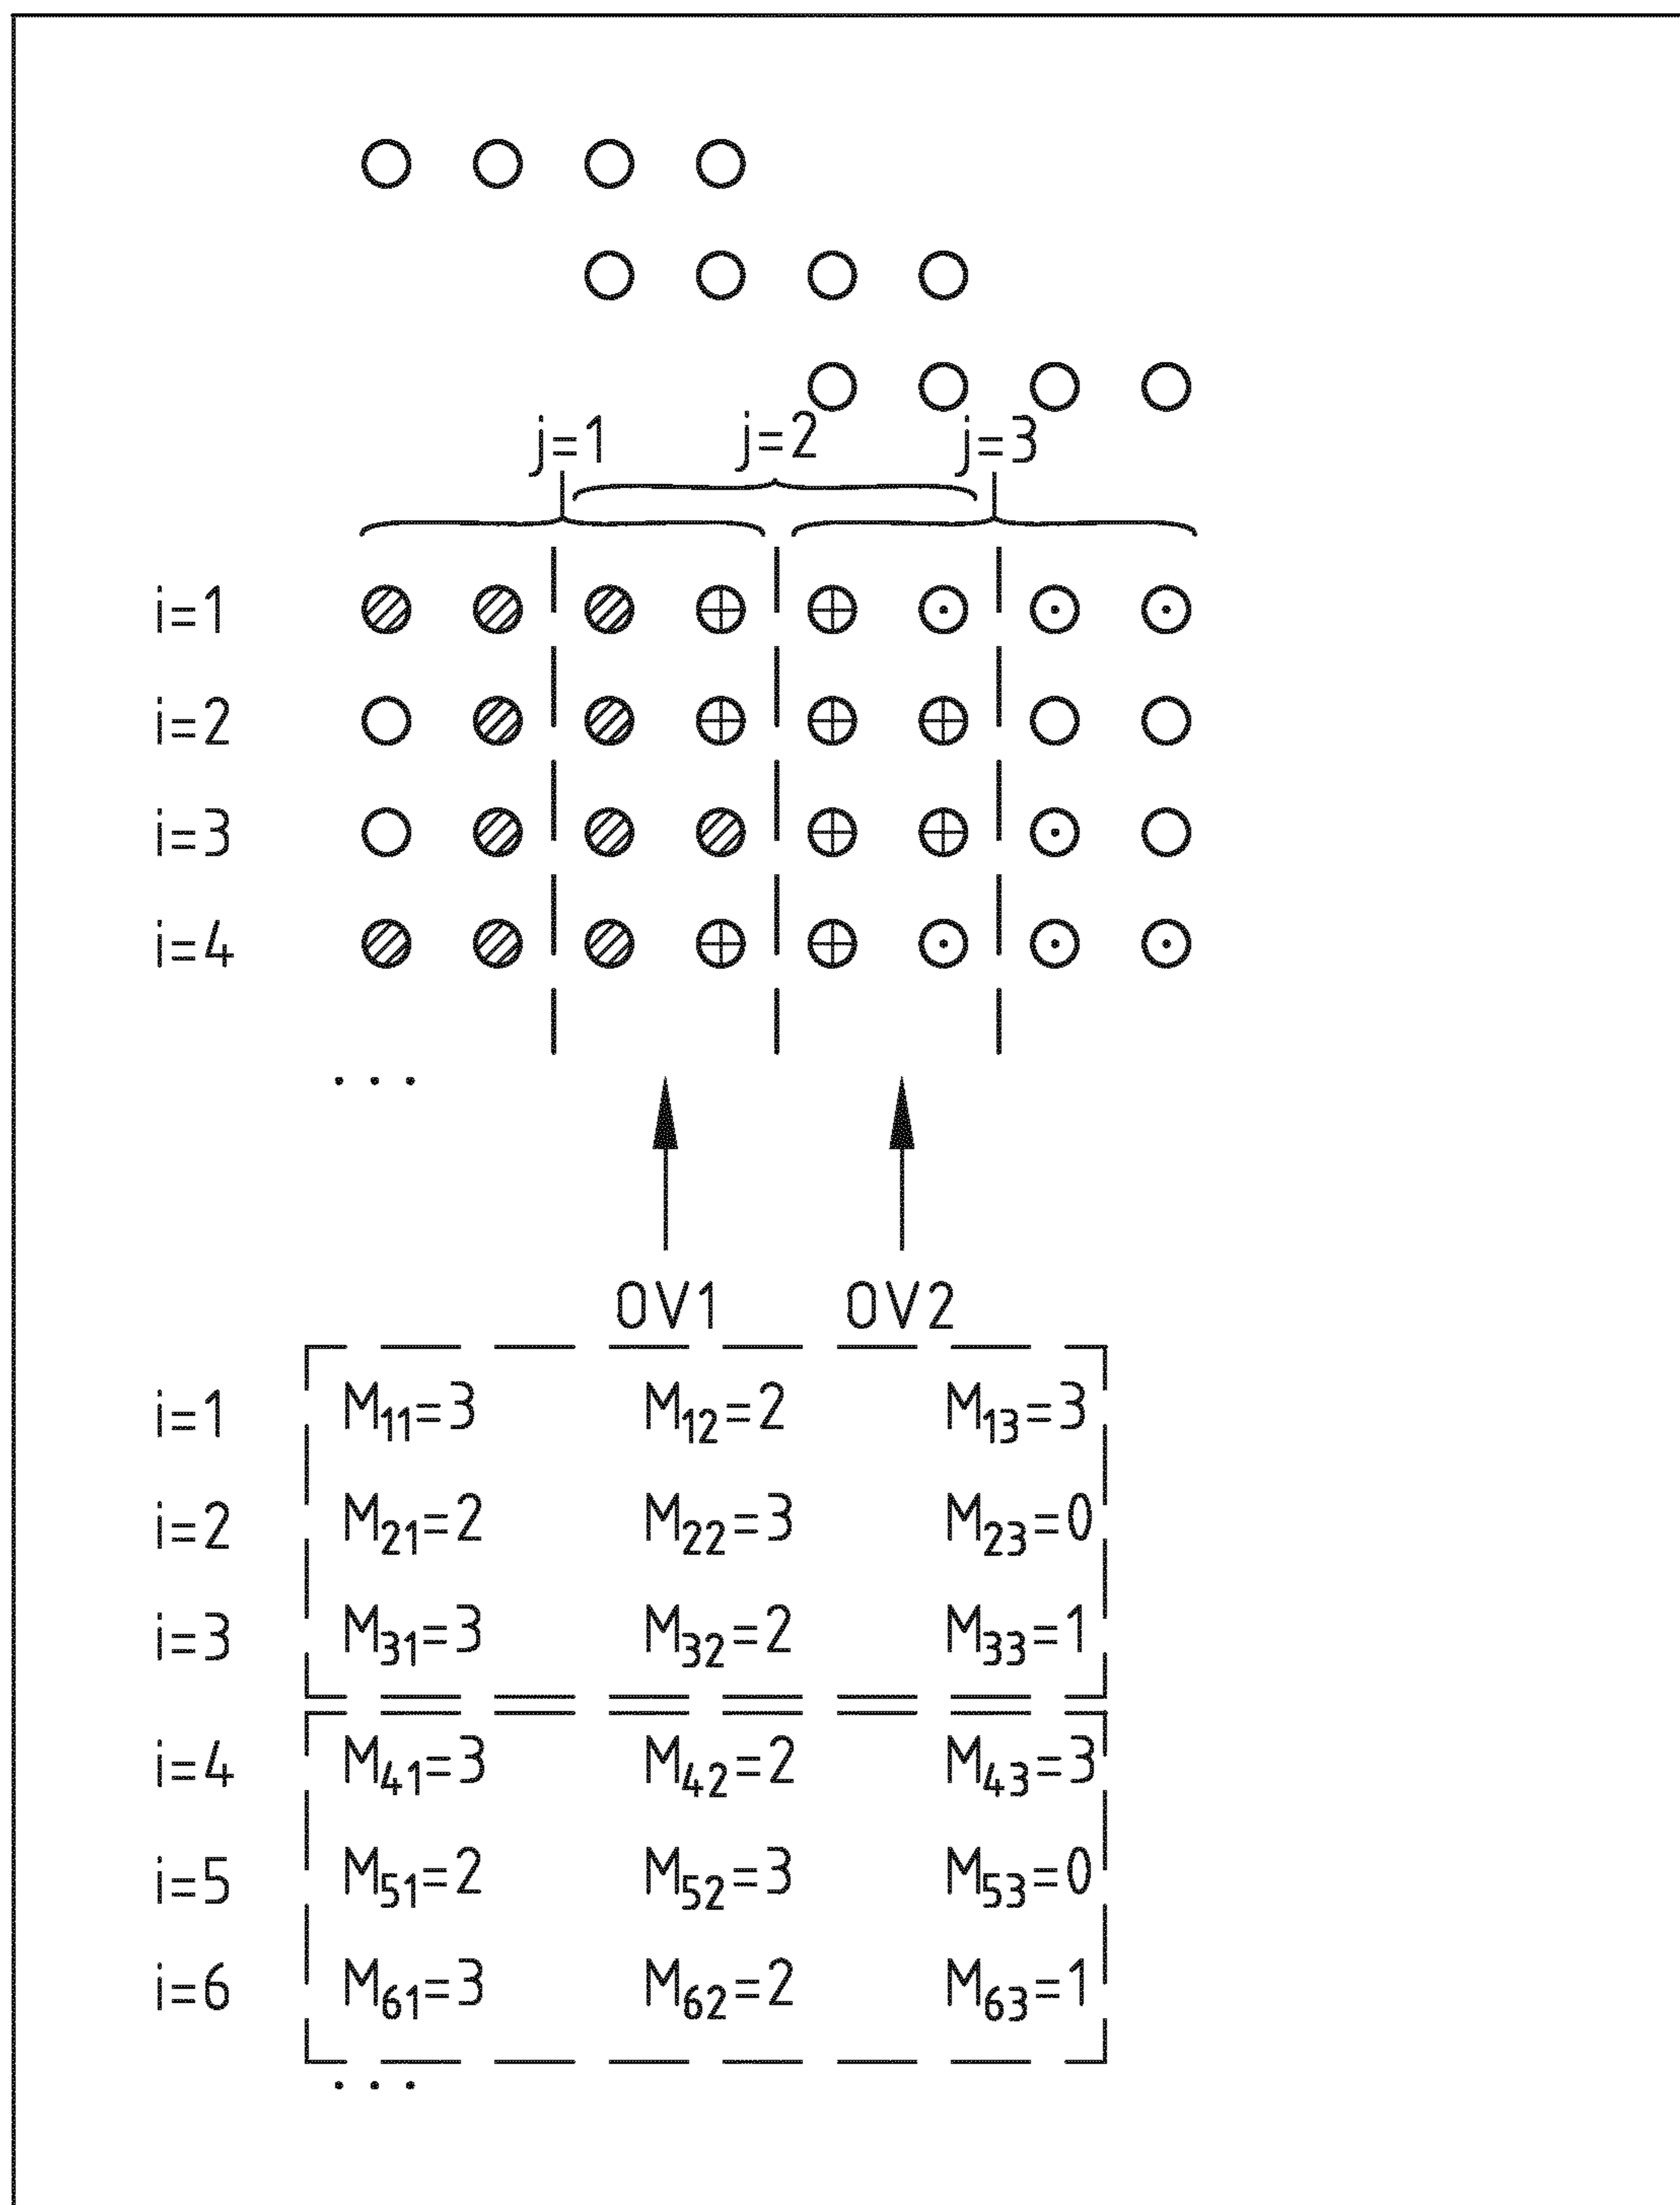 j=1 j=2 j=3
i=1
i=2
i=3
i=4
. . .
OV1 OV2
i=1 M11=3 M12=2 M13=3
i=2 M21=2 M22=3 M23=0
i=3 M31=3 M32=2 M33=1
i=4 M41=3 M42=2 M43=3
i=5 M51=2 M52=3 M53=0
i=6 M61=3 M62=2 M63=1
. . .